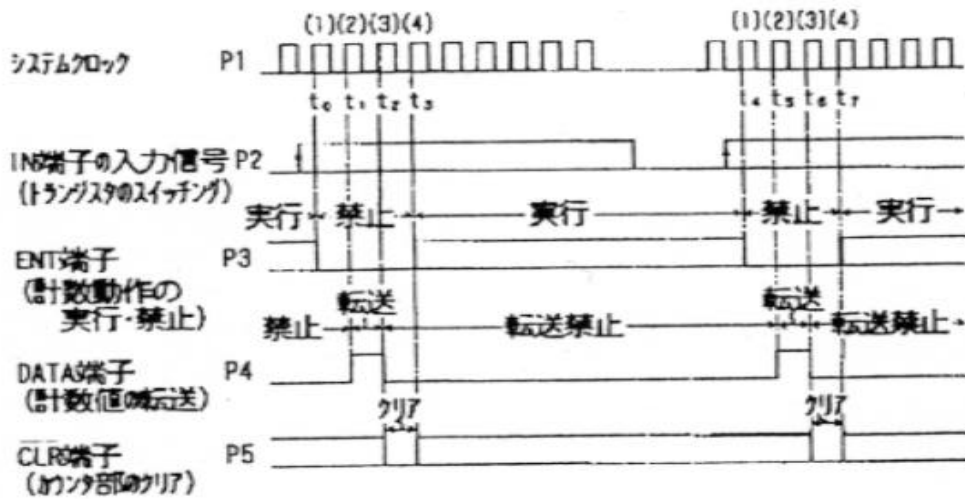 (1)(2)(3)(4) (1)(2)(3)(4)
システムクロック P1
t₀ t₁ t₂ t₃ t₄ t₅ t₆ t₇
IN端子の入力信号 P2
(トランジスタのスイッチング)
実行 禁止 実行 禁止 実行
ENT端子 P3
(計数動作の
実行・禁止)
転送 転送
禁止 転送禁止 転送禁止
DATA端子 P4
(計数値の転送)
クリア クリア
CLR端子 P5
(カウンタ部のクリア)